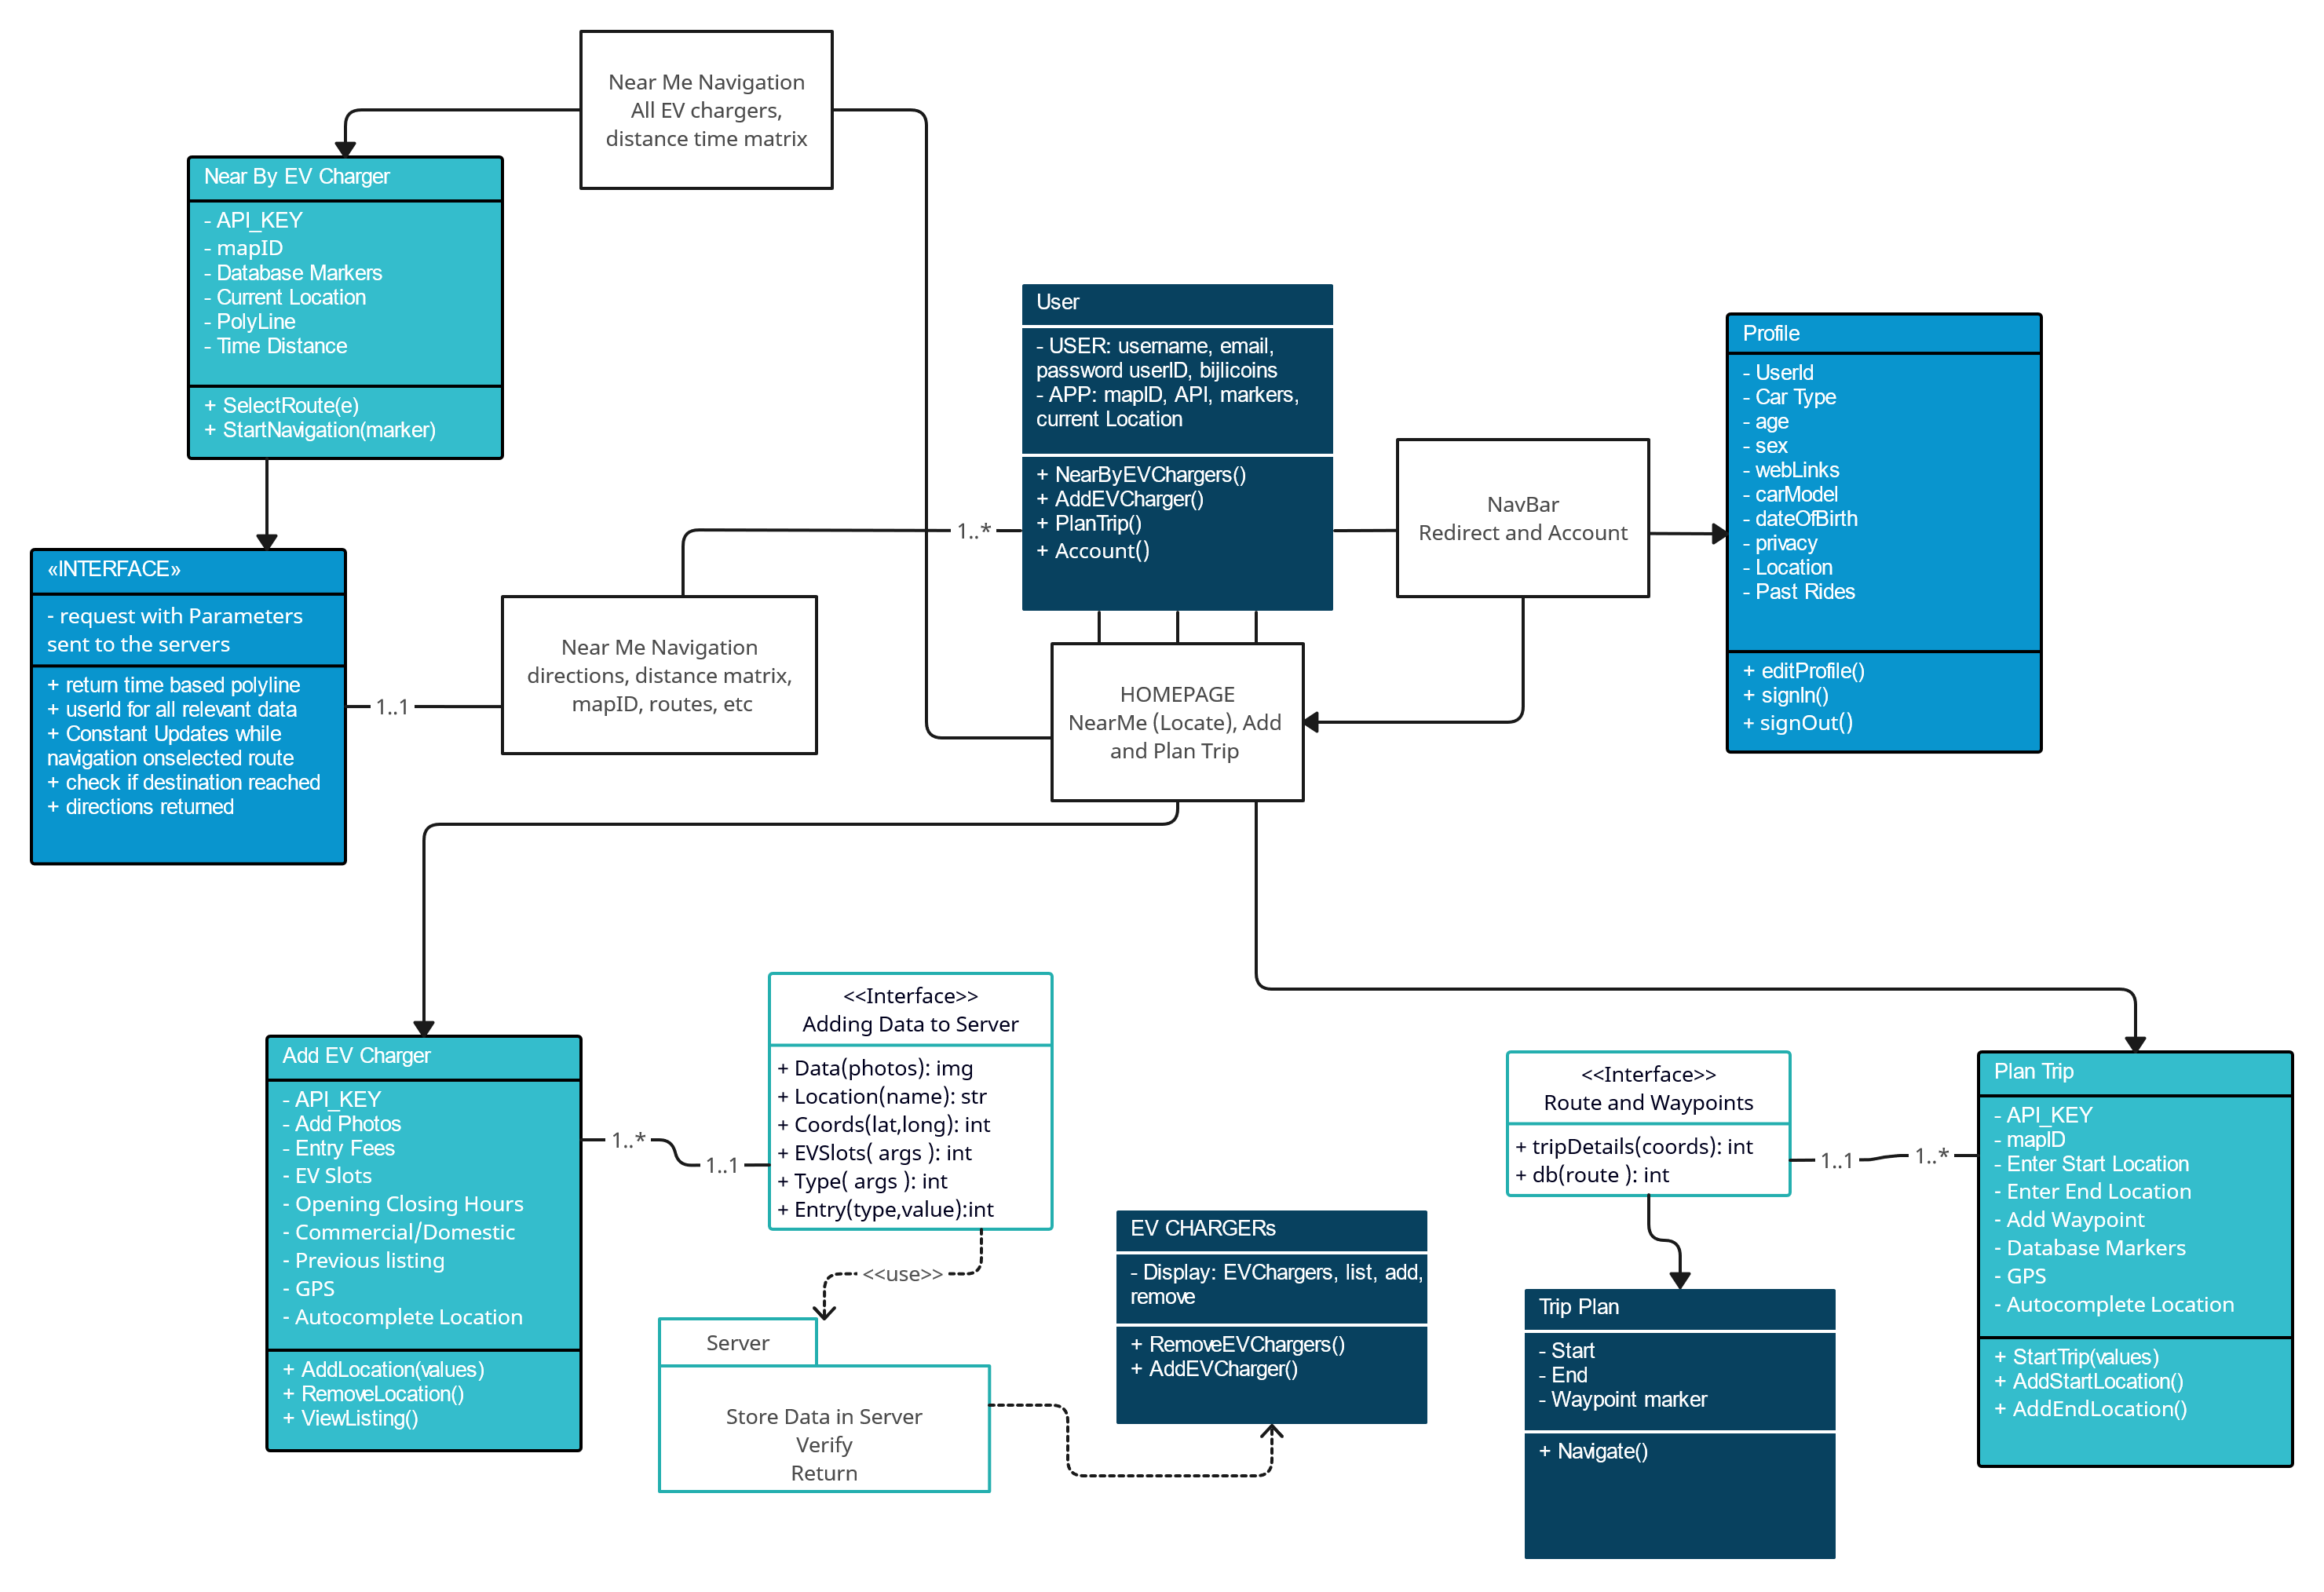 Near Me Navigation
All EV chargers,
distance time matrix
Near By EV Charger
- API_KEY
- mapID
- Database Markers
- Current Location
- PolyLine
- Time Distance
+ SelectRoute(e)
+ StartNavigation(marker)
User
- USER: username, email,
password userID, bijlicoins
- APP: mapID, API, markers,
current Location
+ NearByEVChargers()
+ AddEVCharger()
+ PlanTrip()
+ Account()
1..*
NavBar
Redirect and Account
Profile
- UserId
- Car Type
- age
- sex
- webLinks
- carModel
- dateOfBirth
- privacy
- Location
- Past Rides
+ editProfile()
+ signIn()
+ signOut()
«INTERFACE»
- request with Parameters
sent to the servers
+ return time based polyline
+ userId for all relevant data
+ Constant Updates while
navigation onselected route
+ check if destination reached
+ directions returned
1..1
Near Me Navigation
directions, distance matrix,
mapID, routes, etc
HOMEPAGE
NearMe (Locate), Add
and Plan Trip
Add EV Charger
- API_KEY
- Add Photos
- Entry Fees
- EV Slots
- Opening Closing Hours
- Commercial/Domestic
- Previous listing
- GPS
- Autocomplete Location
+ AddLocation(values)
+ RemoveLocation()
+ ViewListing()
1..*
1..1
<<Interface>>
Adding Data to Server
+ Data(photos): img
+ Location(name): str
+ Coords(lat,long): int
+ EVSlots( args ): int
+ Type( args ): int
+ Entry(type,value):int
<<use>>
Server
Store Data in Server
Verify
Return
EV CHARGERs
- Display: EVChargers, list, add,
remove
+ RemoveEVChargers()
+ AddEVCharger()
<<Interface>>
Route and Waypoints
+ tripDetails(coords): int
+ db(route ): int
1..1
1..*
Trip Plan
- Start
- End
- Waypoint marker
+ Navigate()
Plan Trip
- API_KEY
- mapID
- Enter Start Location
- Enter End Location
- Add Waypoint
- Database Markers
- GPS
- Autocomplete Location
+ StartTrip(values)
+ AddStartLocation()
+ AddEndLocation()